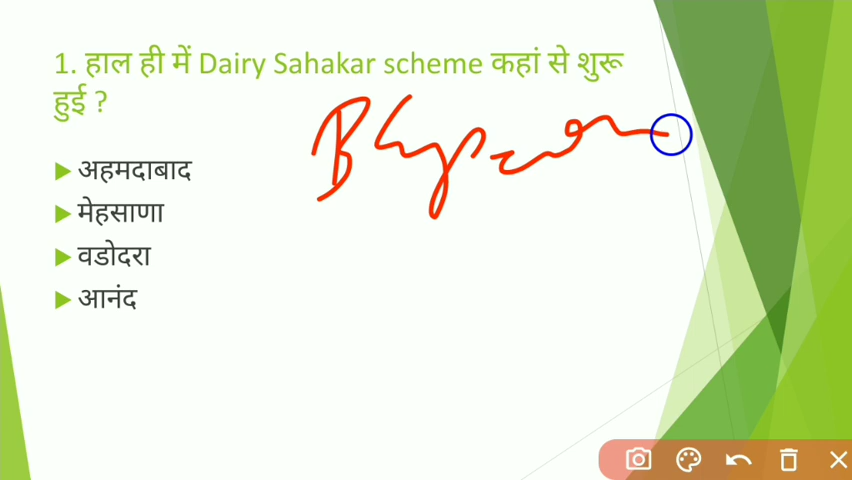 1. हाल ही में Dairy Sahakar scheme कहां से शुरू
हुई ?
अहमदाबाद
मेहसाणा
वडोदरा
आनंद